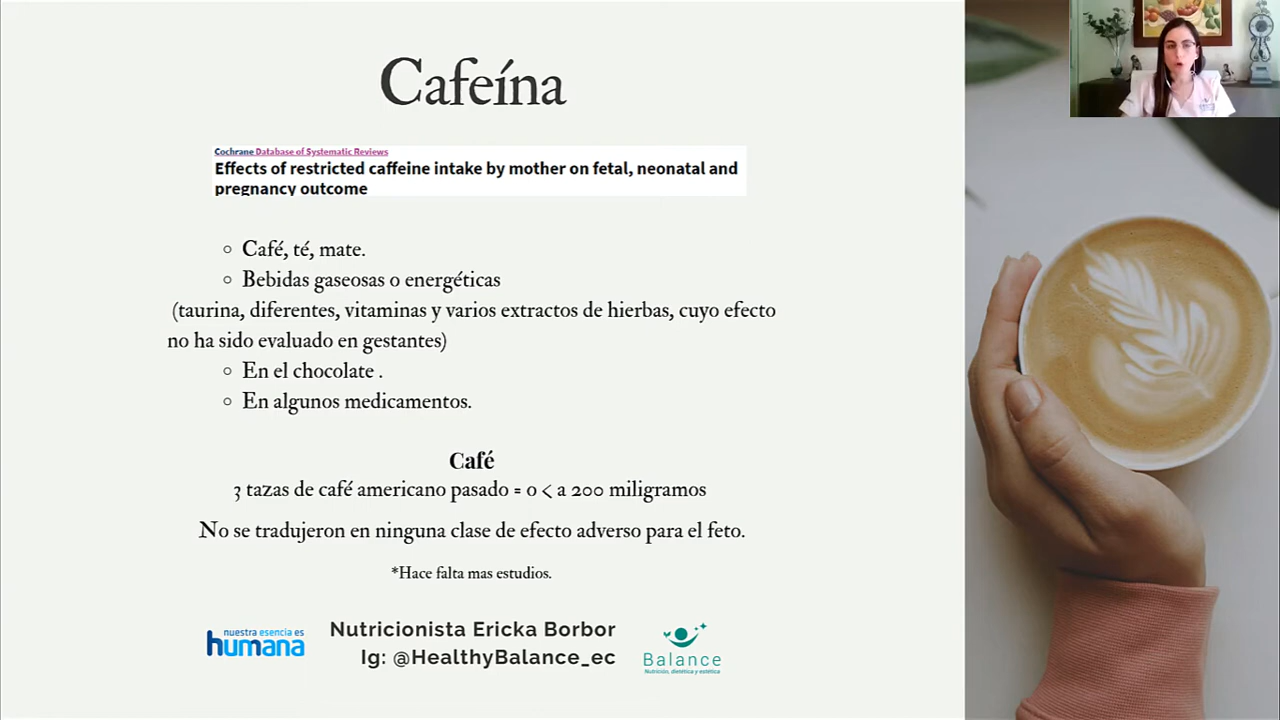 Cafeína
Cochrane Database of Systematic Reviews
Effects of restricted caffeine intake by mother on fetal, neonatal and
pregnancy outcome
Café, té, mate.
Bebidas gaseosas o energéticas
(taurina, diferentes, vitaminas y varios extractos de hierbas, cuyo efecto
no ha sido evaluado en gestantes)
En el chocolate .
En algunos medicamentos.
Café
3 tazas de café americano pasado = o < a 200 miligramos
No se tradujeron en ninguna clase de efecto adverso para el feto.
*Hace falta mas estudios.
nuestra esencia es
humana
Nutricionista Ericka Borbor
Ig: @HealthyBalance_ec
Balance
Nutrición, dietética y estética